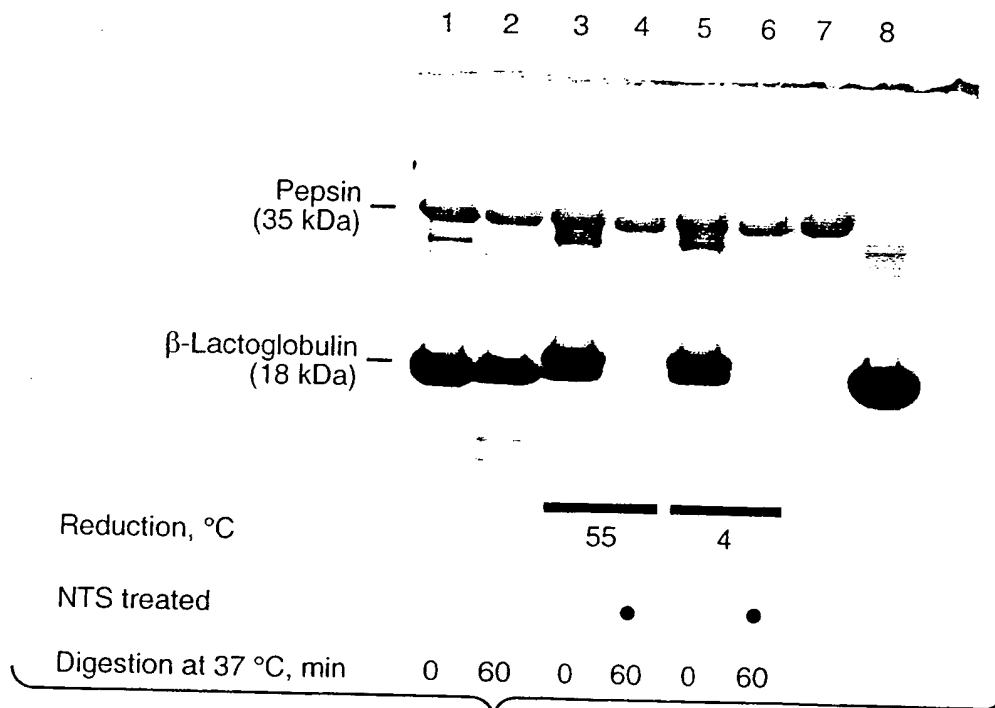 1 2 3 4 5 6 7 8
Pepsin
(35 kDa)
β-Lactoglobulin
(18 kDa)
Reduction, °C
55 4
NTS treated
Digestion at 37 °C, min 0 60 0 60 0 60